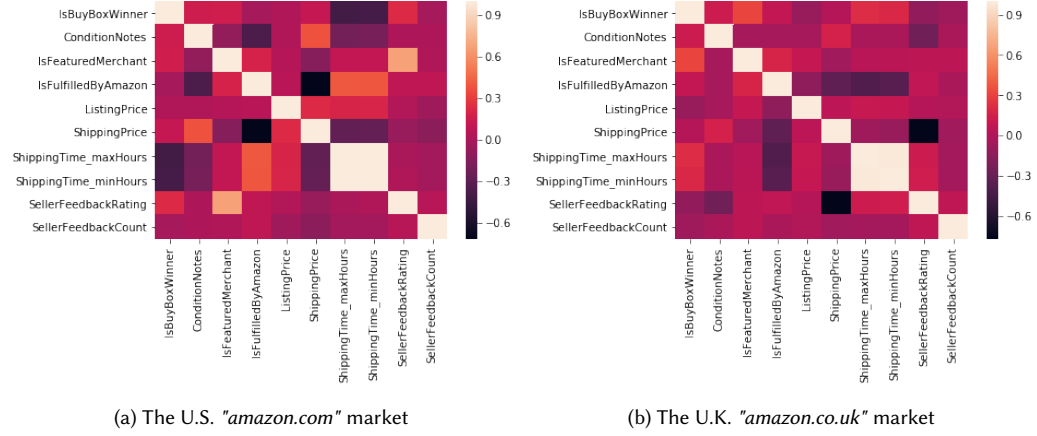 IsBuyBoxWinner
ConditionNotes
IsFeaturedMerchant
IsFulfilledByAmazon
ListingPrice
ShippingPrice
ShippingTime_maxHours
ShippingTime_minHours
SellerFeedbackRating
SellerFeedbackCount
IsBuyBoxWinner
ConditionNotes
IsFeaturedMerchant
IsFulfilledByAmazon
ListingPrice
ShippingPrice
ShippingTime_maxHours
ShippingTime_minHours
SellerFeedbackRating
SellerFeedbackCount
0.9
0.6
0.3
0.0
−0.3
−0.6
(a) The U.S. "amazon.com" market
IsBuyBoxWinner
ConditionNotes
IsFeaturedMerchant
IsFulfilledByAmazon
ListingPrice
ShippingPrice
ShippingTime_maxHours
ShippingTime_minHours
SellerFeedbackRating
SellerFeedbackCount
IsBuyBoxWinner
ConditionNotes
IsFeaturedMerchant
IsFulfilledByAmazon
ListingPrice
ShippingPrice
ShippingTime_maxHours
ShippingTime_minHours
SellerFeedbackRating
SellerFeedbackCount
0.9
0.6
0.3
0.0
−0.3
−0.6
(b) The U.K. "amazon.co.uk" market